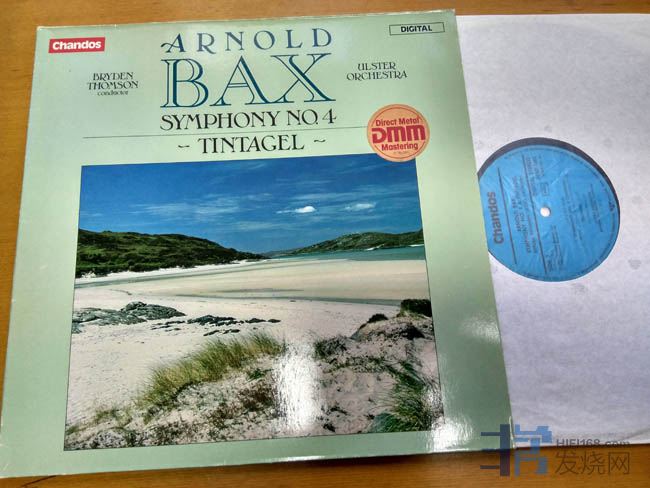 Chandos
DIGITAL
ARNOLD
BAX
BRYDEN
THOMSON
conductor
ULSTER
ORCHESTRA
SYMPHONY NO.4
~ TINTAGEL ~
Direct Metal
DMM
Mastering
Chandos
HIFI168.com
发烧网